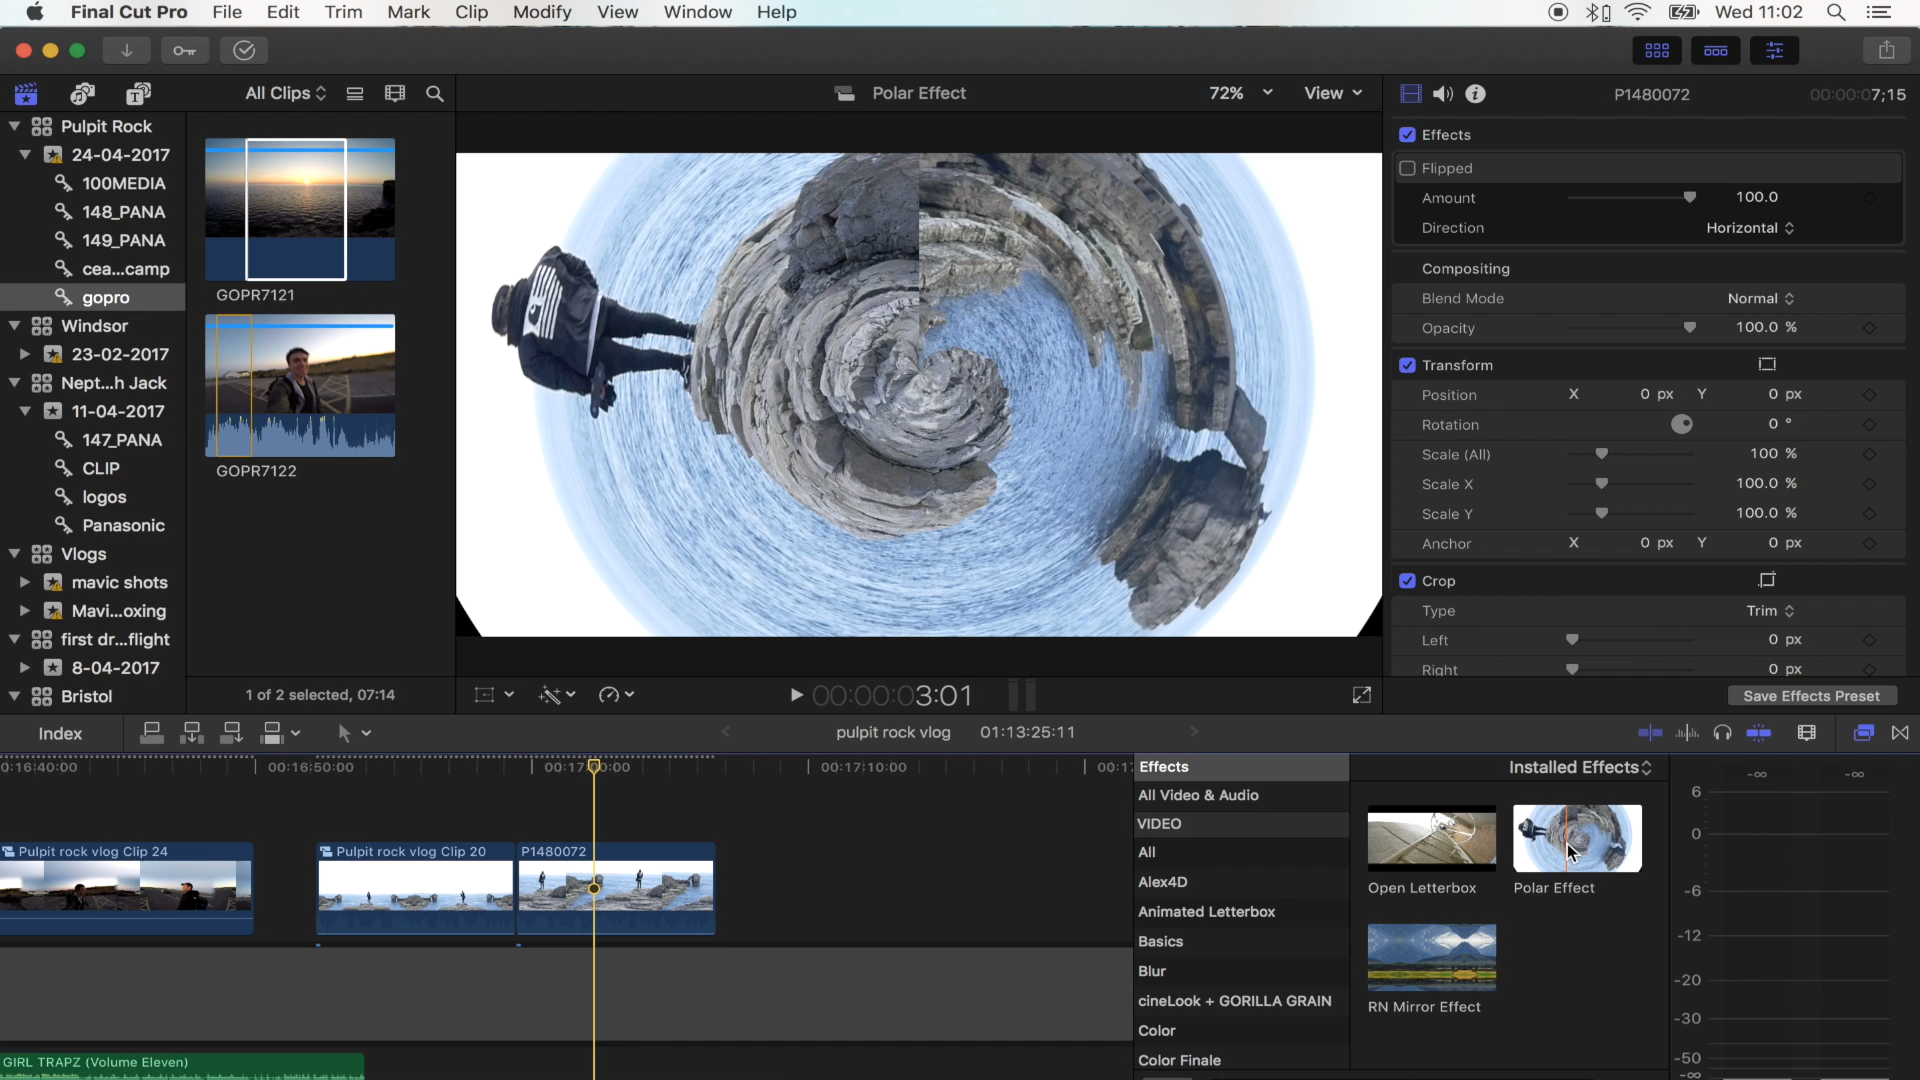 Final Cut Pro File Edit Trim Mark Clip Modify View Window Help Wed 11:02
All Clips Polar Effect 72% View P1480072 00:00:07;15
Pulpit Rock
24-04-2017
100MEDIA
148_PANA
149_PANA
cea...camp
gopro
Windsor
23-02-2017
Nept...h Jack
11-04-2017
147_PANA
CLIP
logos
Panasonic
Vlogs
mavic shots
Mavi...oxing
first dr...flight
8-04-2017
Bristol
GOPR7121
GOPR7122
1 of 2 selected, 07:14
00:00:03:01
Effects
Flipped
Amount 100.0
Direction Horizontal
Compositing
Blend Mode Normal
Opacity 100.0 %
Transform
Position X 0 px Y 0 px
Rotation 0 °
Scale (All) 100 %
Scale X 100.0 %
Scale Y 100.0 %
Anchor X 0 px Y 0 px
Crop
Type Trim
Left 0 px
Right 0 px
Save Effects Preset
Index pulpit rock vlog 01:13:25:11
0:16:40:00 00:16:50:00 00:17:00:00 00:17:10:00 00:17
Pulpit rock vlog Clip 24
Pulpit rock vlog Clip 20
P1480072
GIRL TRAPZ (Volume Eleven)
Effects Installed Effects
All Video & Audio
VIDEO
All
Alex4D
Animated Letterbox
Basics
Blur
cineLook + GORILLA GRAIN
Color
Color Finale
Open Letterbox
Polar Effect
RN Mirror Effect
-∞ -∞
6
0
-6
-12
-20
-30
-50
-∞